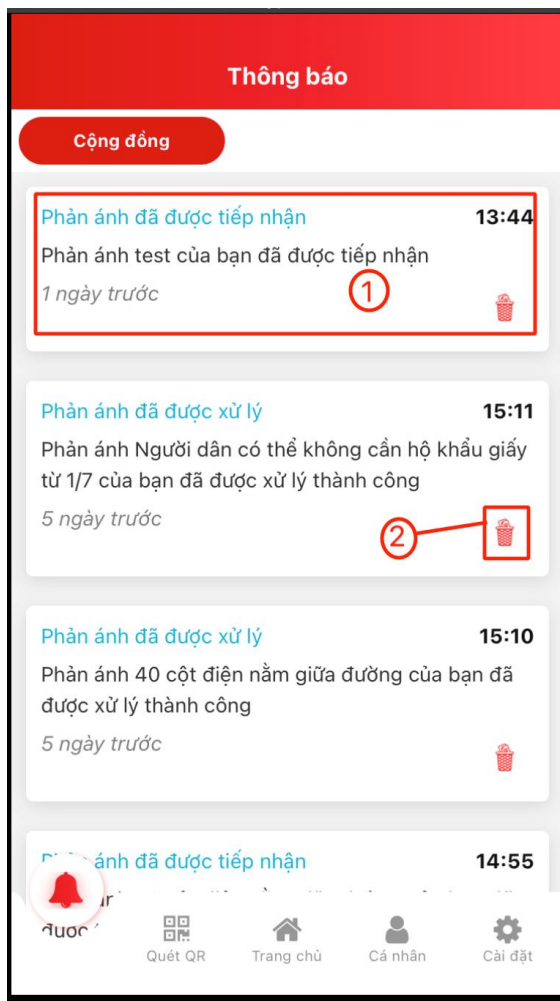 Thông báo
Cộng đồng
Phản ánh đã được tiếp nhận 13:44
Phản ánh test của bạn đã được tiếp nhận
1 ngày trước
1
Phản ánh đã được xử lý 15:11
Phản ánh Người dân có thể không cần hộ khẩu giấy
từ 1/7 của bạn đã được xử lý thành công
5 ngày trước
2
Phản ánh đã được xử lý 15:10
Phản ánh 40 cột điện nằm giữa đường của bạn đã
được xử lý thành công
5 ngày trước
ánh đã được tiếp nhận 14:55
Quét QR Trang chủ Cá nhân Cài đặt